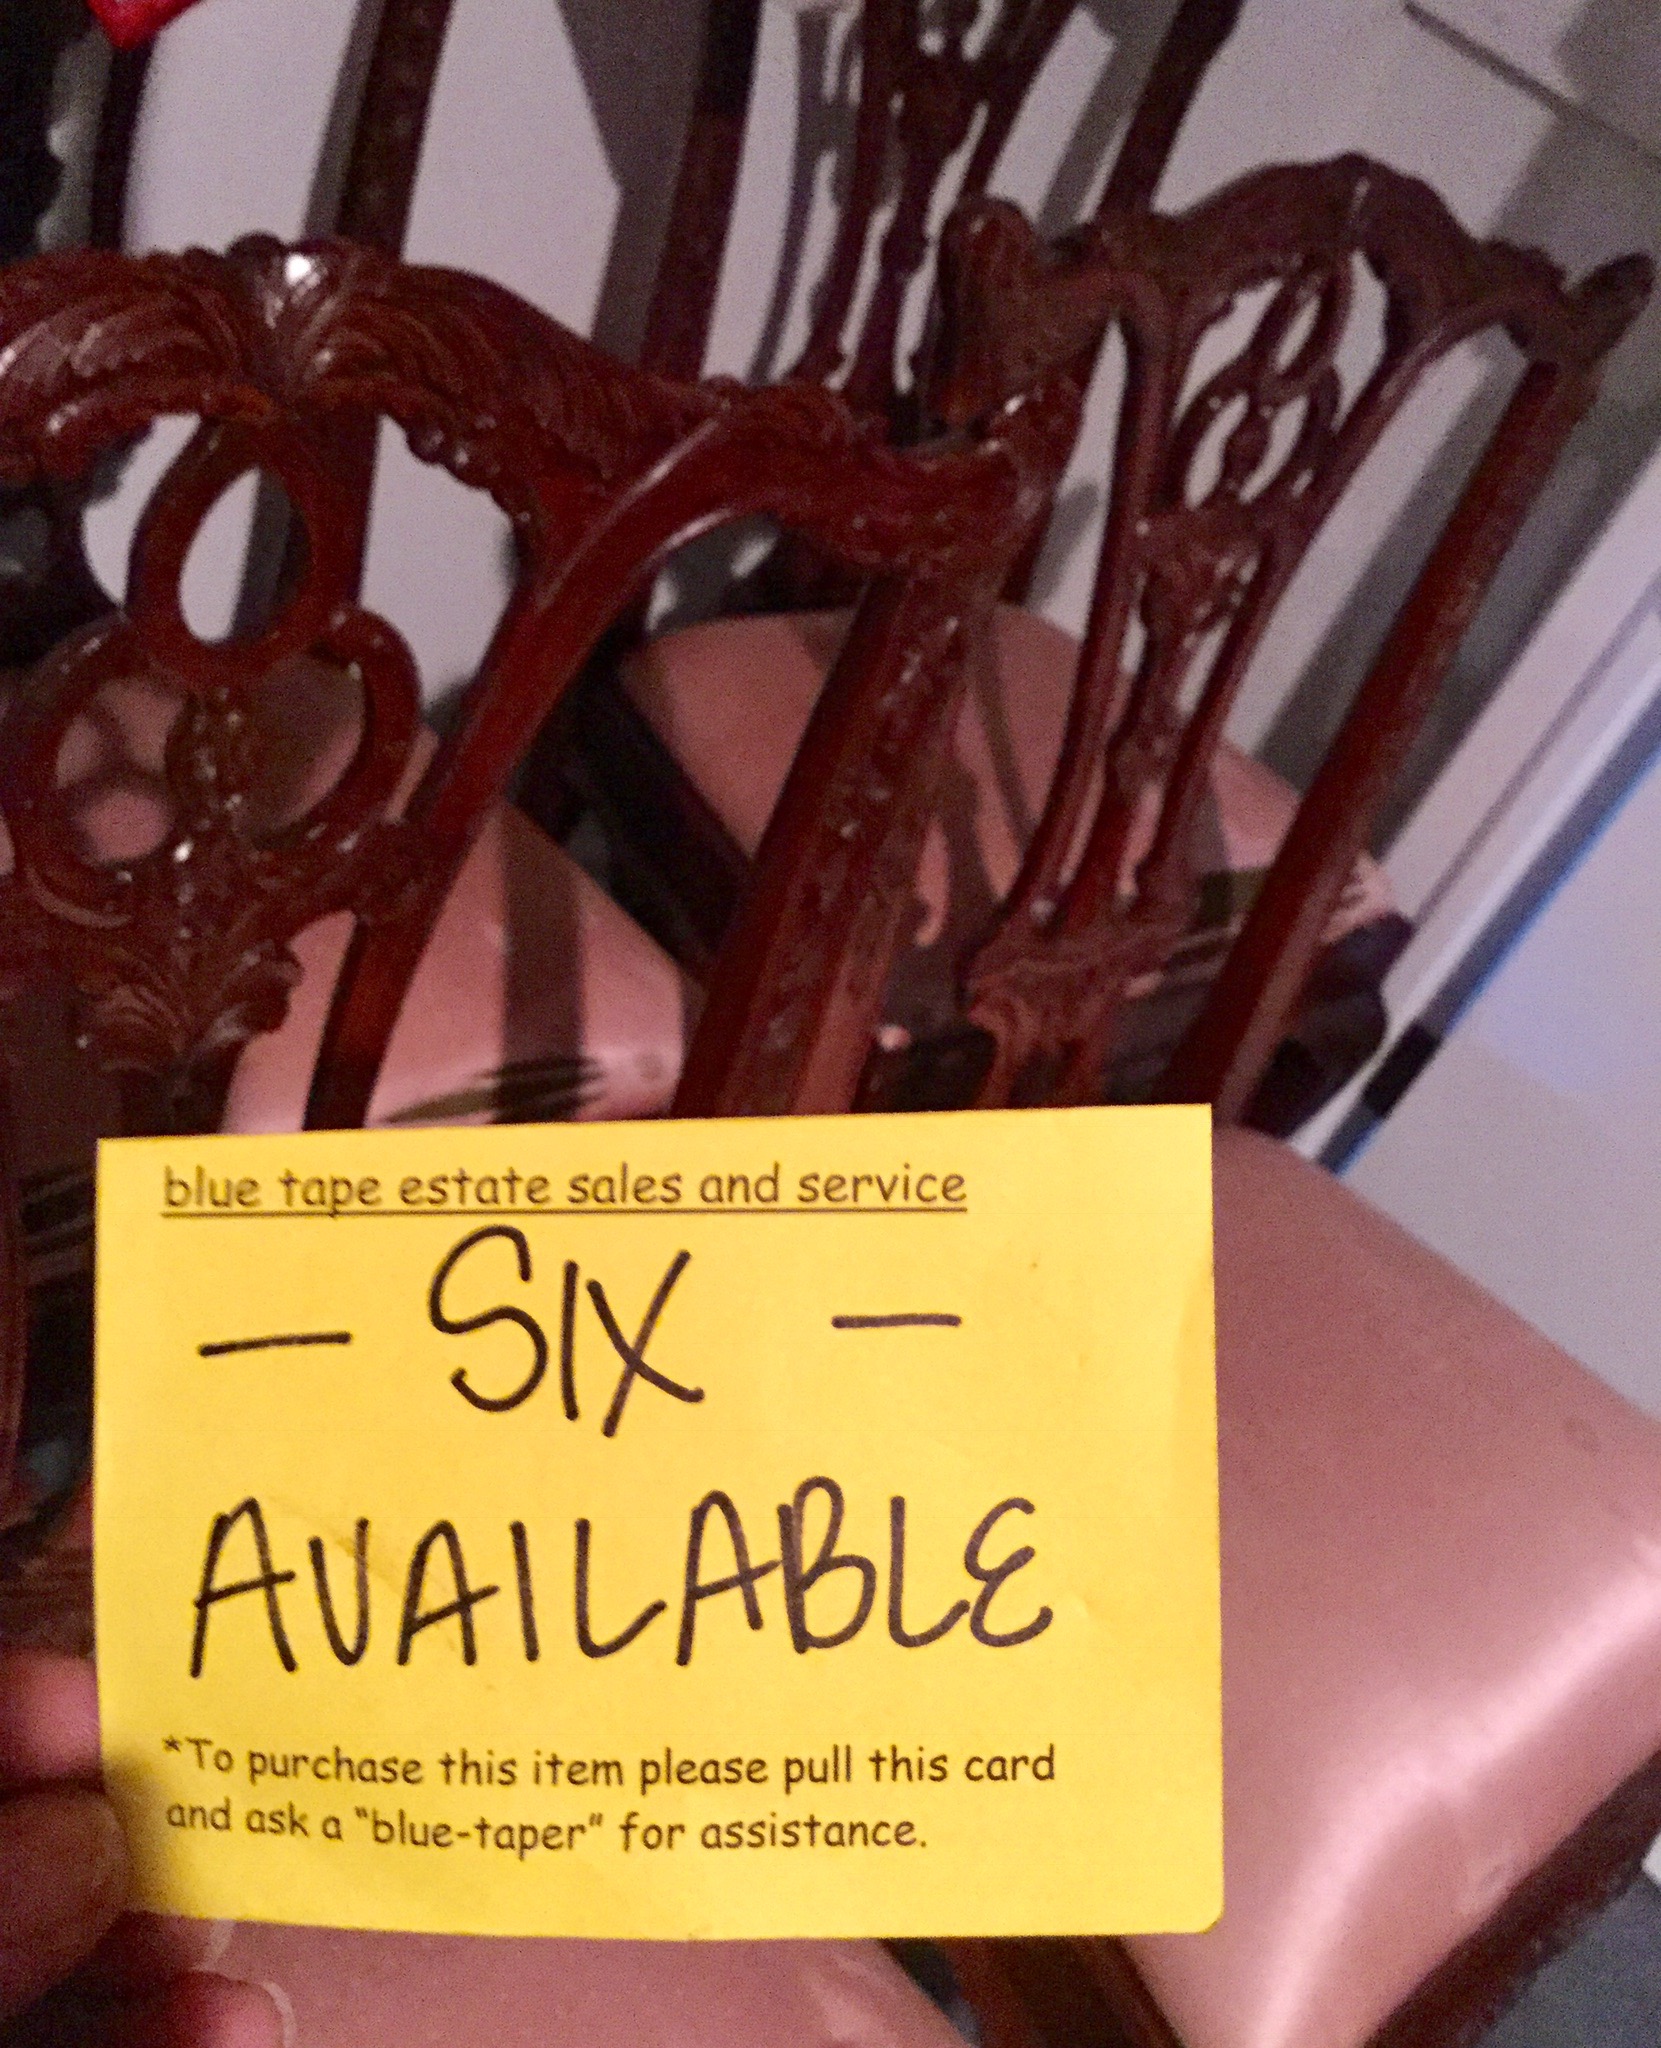 blue tape estate sales and service
— SIX —
AVAILABLE
*To purchase this item please pull this card
and ask a "blue-taper" for assistance.